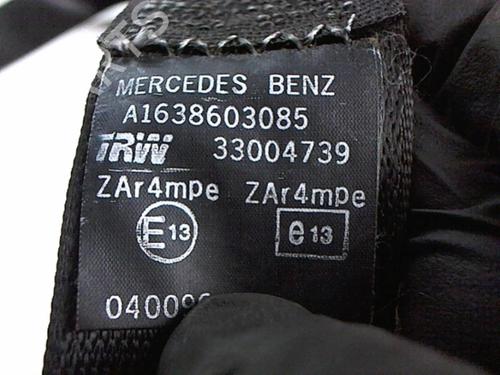 MERCEDES BENZ
A1638603085
TRW 33004739
ZAr4mpe ZAr4mpe
E13 e13